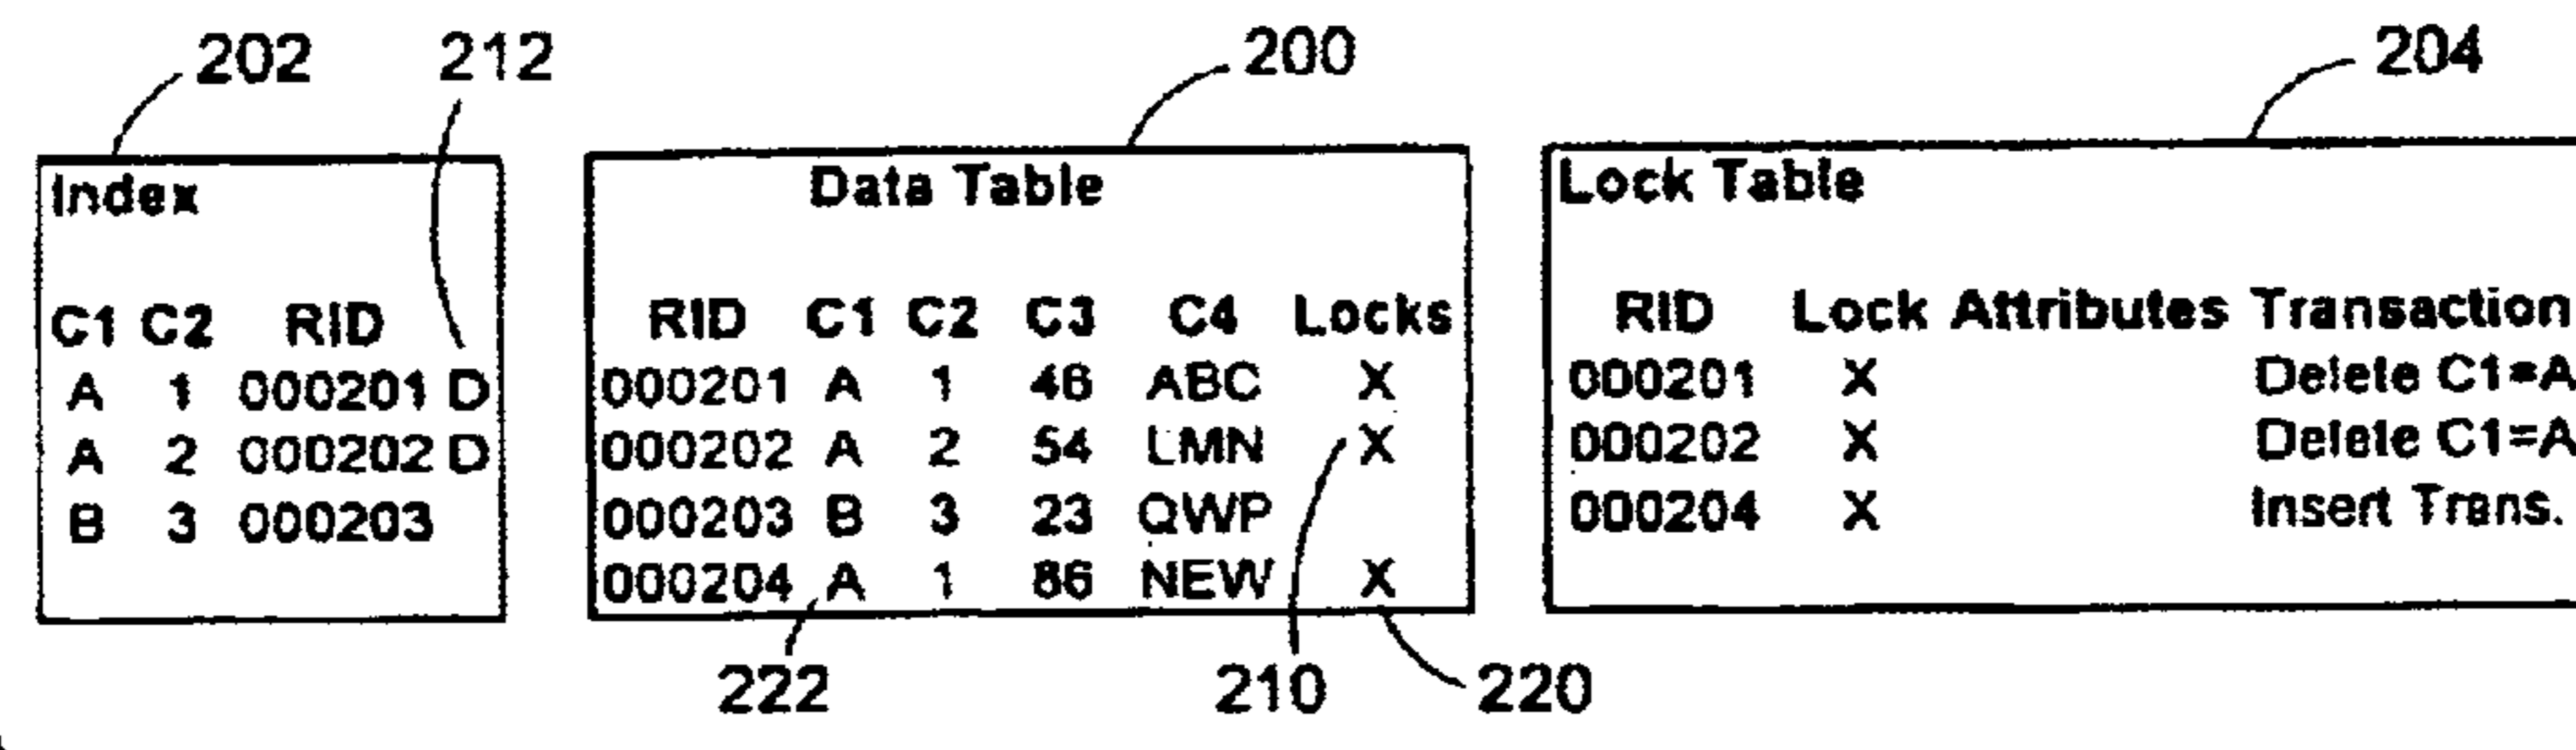 202 212 200 204
Index Data Table Lock Table
C1 C2 RID RID C1 C2 C3 C4 Locks RID Lock Attributes Transaction
A 1 000201 D 000201 A 1 46 ABC X 000201 X Delete C1=A
A 2 000202 D 000202 A 2 54 LMN X 000202 X Delete C1=A
B 3 000203 000203 B 3 23 QWP 000204 X Insert Trans.
000204 A 1 86 NEW X
222 210 220